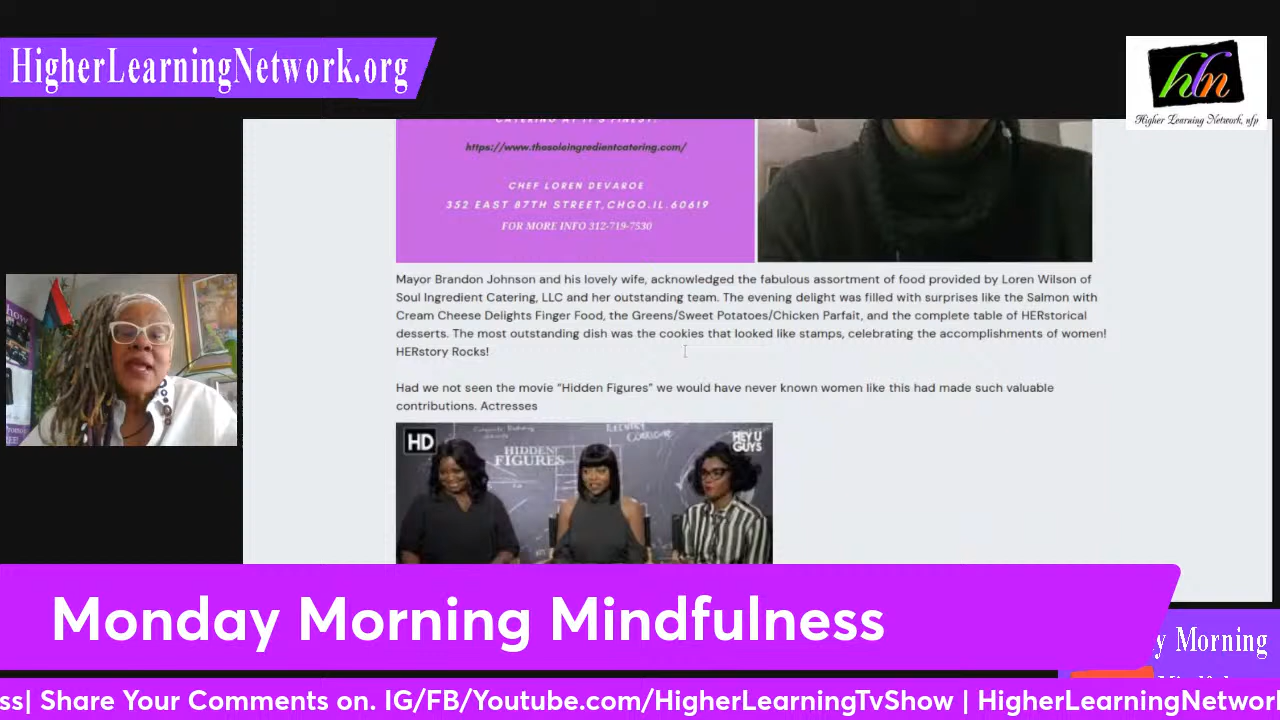 HigherLearningNetwork.org
hln
Higher Learning Network, nfp
CATERING AT IT'S FINEST!
https://www.thesoleingredientcatering.com/
CHEF LOREN DEVAROE
352 EAST 87TH STREET,CHGO.IL.60619
FOR MORE INFO 312-719-7530
Mayor Brandon Johnson and his lovely wife, acknowledged the fabulous assortment of food provided by Loren Wilson of
Soul Ingredient Catering, LLC and her outstanding team. The evening delight was filled with surprises like the Salmon with
Cream Cheese Delights Finger Food, the Greens/Sweet Potatoes/Chicken Parfait, and the complete table of HERstorical
desserts. The most outstanding dish was the cookies that looked like stamps, celebrating the accomplishments of women!
HERstory Rocks!
Had we not seen the movie “Hidden Figures” we would have never known women like this had made such valuable
contributions. Actresses
HD
HIDDEN
FIGURES
HEY U
GUYS
Monday Morning Mindfulness
y Morning
ss| Share Your Comments on. IG/FB/Youtube.com/HigherLearningTvShow | HigherLearningNetwor